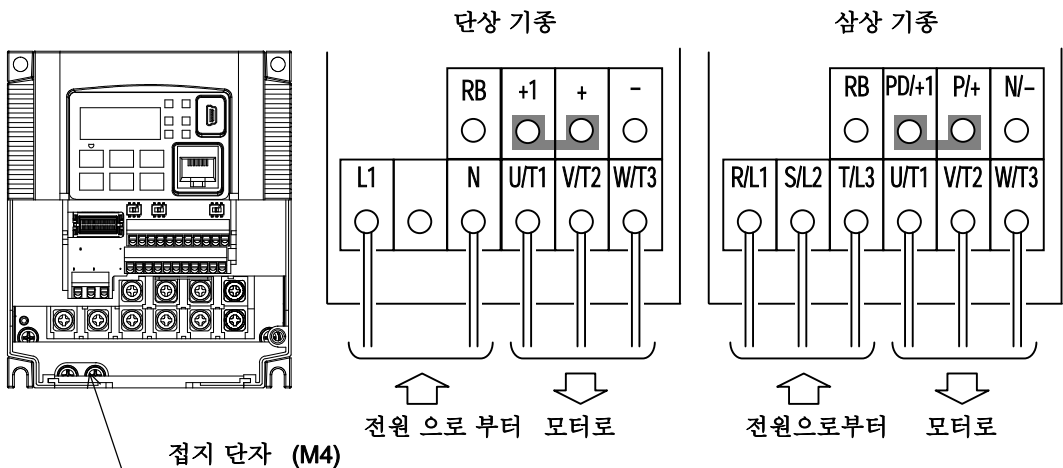 단상 기종
RB +1 + -
L1 N U/T1 V/T2 W/T3
전원 으로 부터 모터로
삼상 기종
RB PD/+1 P/+ N/-
R/L1 S/L2 T/L3 U/T1 V/T2 W/T3
전원으로부터 모터로
접지 단자 (M4)